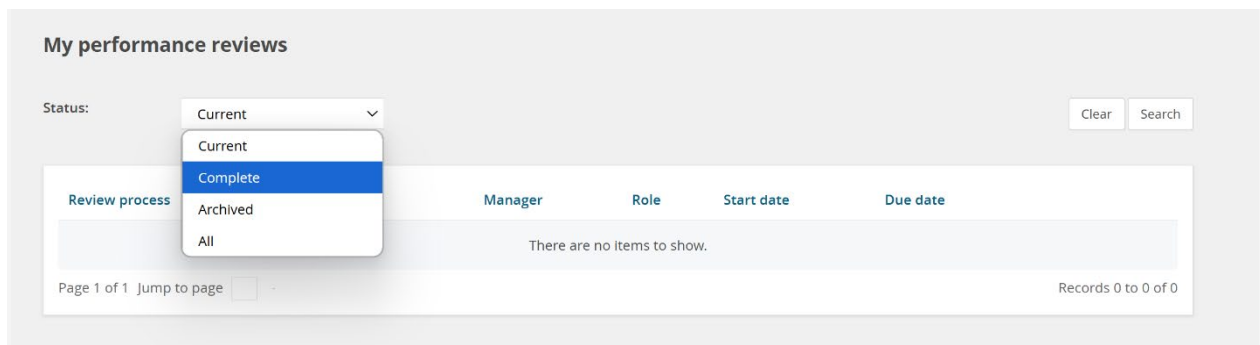 My performance reviews
Status:
Current
Clear
Search
Current
Complete
Archived
All
Review process
Manager
Role
Start date
Due date
There are no items to show.
Page 1 of 1 Jump to page
Records 0 to 0 of 0